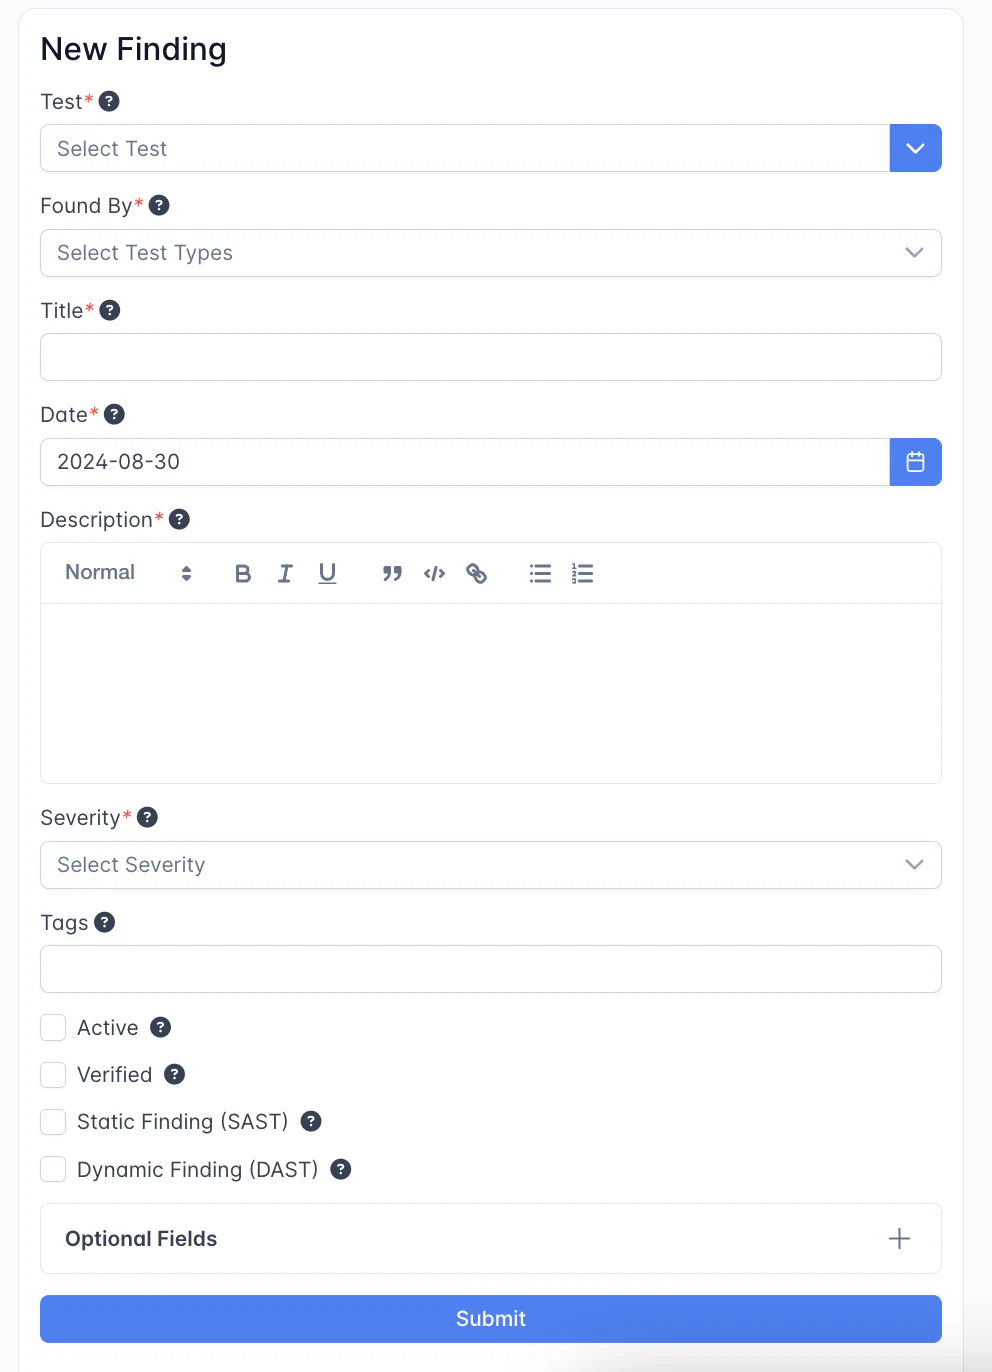 New Finding
Test* ?
Select Test
Found By* ?
Select Test Types
Title* ?
Date* ?
2024-08-30
Description* ?
Normal B I U
Severity* ?
Select Severity
Tags ?
Active ?
Verified ?
Static Finding (SAST) ?
Dynamic Finding (DAST) ?
Optional Fields
Submit